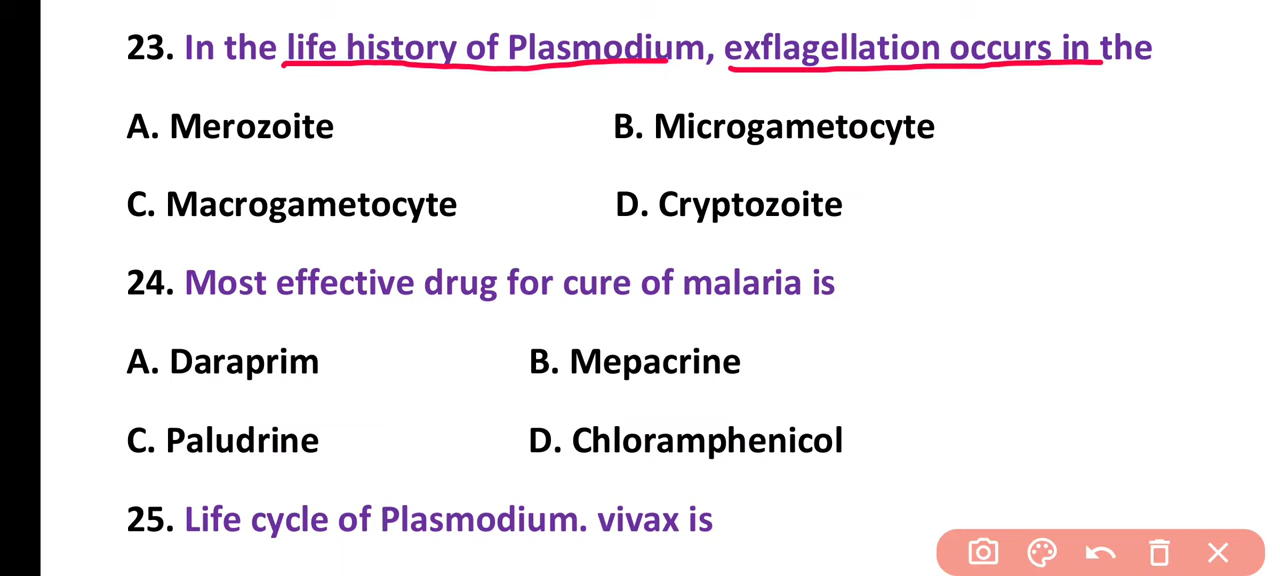 23. In the life history of Plasmodium, exflagellation occurs in the
A. Merozoite B. Microgametocyte
C. Macrogametocyte D. Cryptozoite
24. Most effective drug for cure of malaria is
A. Daraprim B. Mepacrine
C. Paludrine D. Chloramphenicol
25. Life cycle of Plasmodium. vivax is